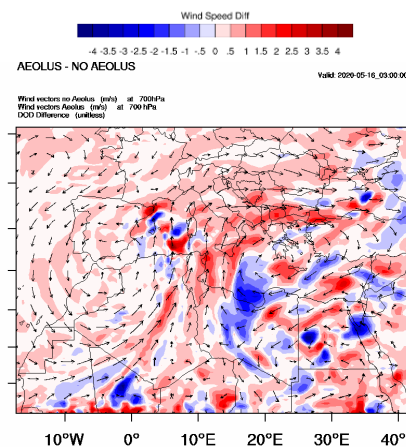 Wind Speed Diff
-4 -3.5 -3 -2.5 -2 -1.5 -1 -.5 0 .5 1 1.5 2 2.5 3 3.5 4
AEOLUS - NO AEOLUS
Valid: 2020-05-16_03:00:00
Wind vectors no Aeolus (m/s) at 700hPa
Wind vectors Aeolus (m/s) at 700 hPa
DOD Difference (unitless)
10°W 0° 10°E 20°E 30°E 40°